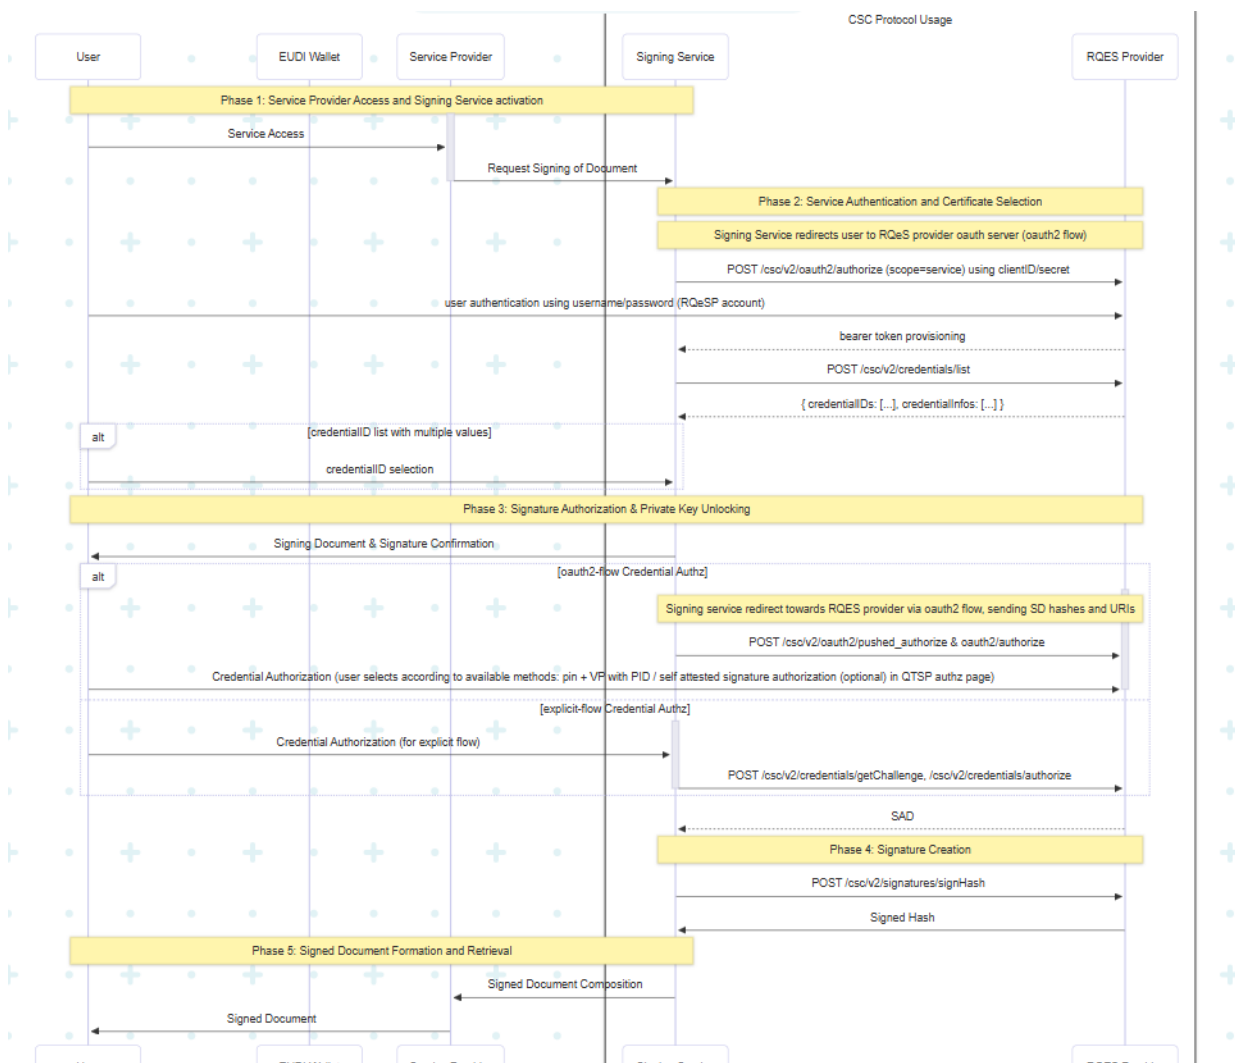 CSC Protocol Usage
User
EUDI Wallet
Service Provider
Signing Service
RQES Provider
Phase 1: Service Provider Access and Signing Service activation
Service Access
Request Signing of Document
Phase 2: Service Authentication and Certificate Selection
Signing Service redirects user to RQeS provider oauth server (oauth2 flow)
POST /csc/v2/oauth2/authorize (scope=service) using clientID/secret
user authentication using username/password (RQeSP account)
bearer token provisioning
POST /csc/v2/credentials/list
{ credentialIDs: [...], credentialInfos: [...] }
alt
[credentialID list with multiple values]
credentialID selection
Phase 3: Signature Authorization & Private Key Unlocking
Signing Document & Signature Confirmation
alt
[oauth2-flow Credential Authz]
Signing service redirect towards RQES provider via oauth2 flow, sending SD hashes and URIs
POST /csc/v2/oauth2/pushed_authorize & oauth2/authorize
Credential Authorization (user selects according to available methods: pin + VP with PID / self attested signature authorization (optional) in QTSP authz page)
[explicit-flow Credential Authz]
Credential Authorization (for explicit flow)
POST /csc/v2/credentials/getChallenge, /csc/v2/credentials/authorize
SAD
Phase 4: Signature Creation
POST /csc/v2/signatures/signHash
Signed Hash
Phase 5: Signed Document Formation and Retrieval
Signed Document Composition
Signed Document